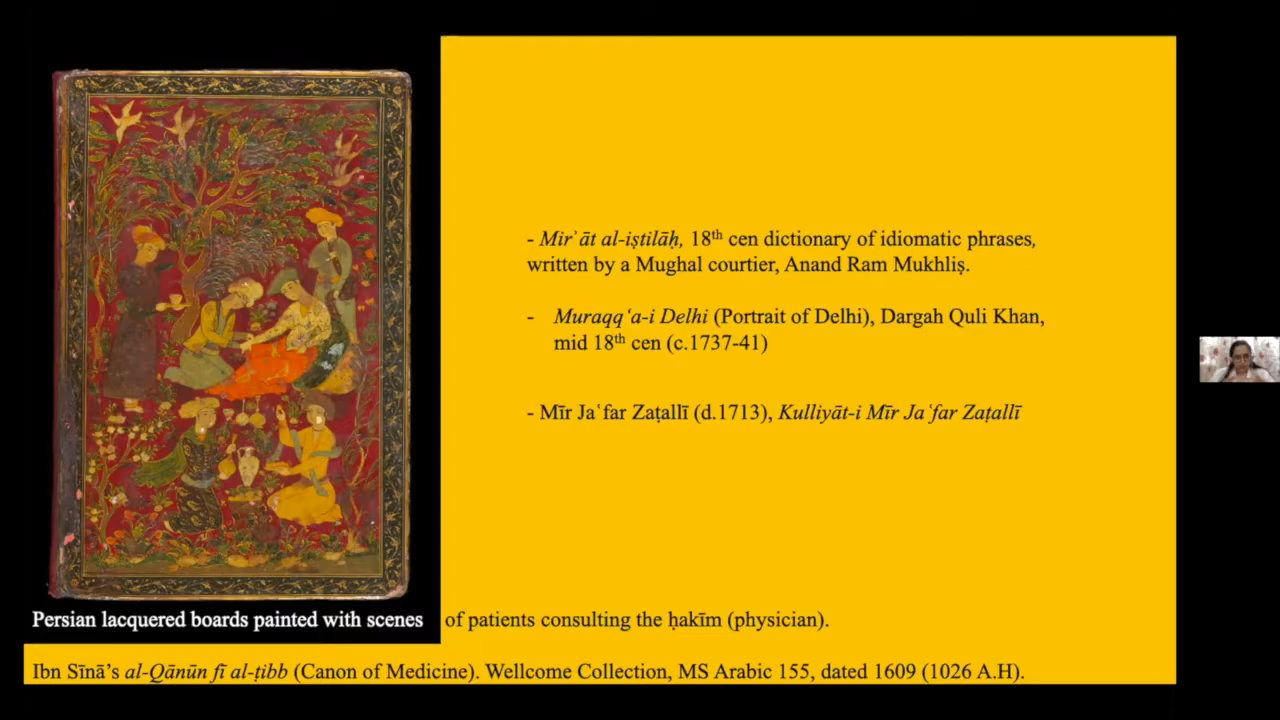 - Mirʾāt al-iṣtilāḥ, 18th cen dictionary of idiomatic phrases,
written by a Mughal courtier, Anand Ram Mukhliṣ.
- Muraqqʿa-i Delhi (Portrait of Delhi), Dargah Quli Khan,
mid 18th cen (c.1737-41)
- Mīr Jaʿfar Zaṭallī (d.1713), Kulliyāt-i Mīr Jaʿfar Zaṭallī
Persian lacquered boards painted with scenes of patients consulting the ḥakīm (physician).
Ibn Sīnā’s al-Qānūn fī al-ṭibb (Canon of Medicine). Wellcome Collection, MS Arabic 155, dated 1609 (1026 A.H).